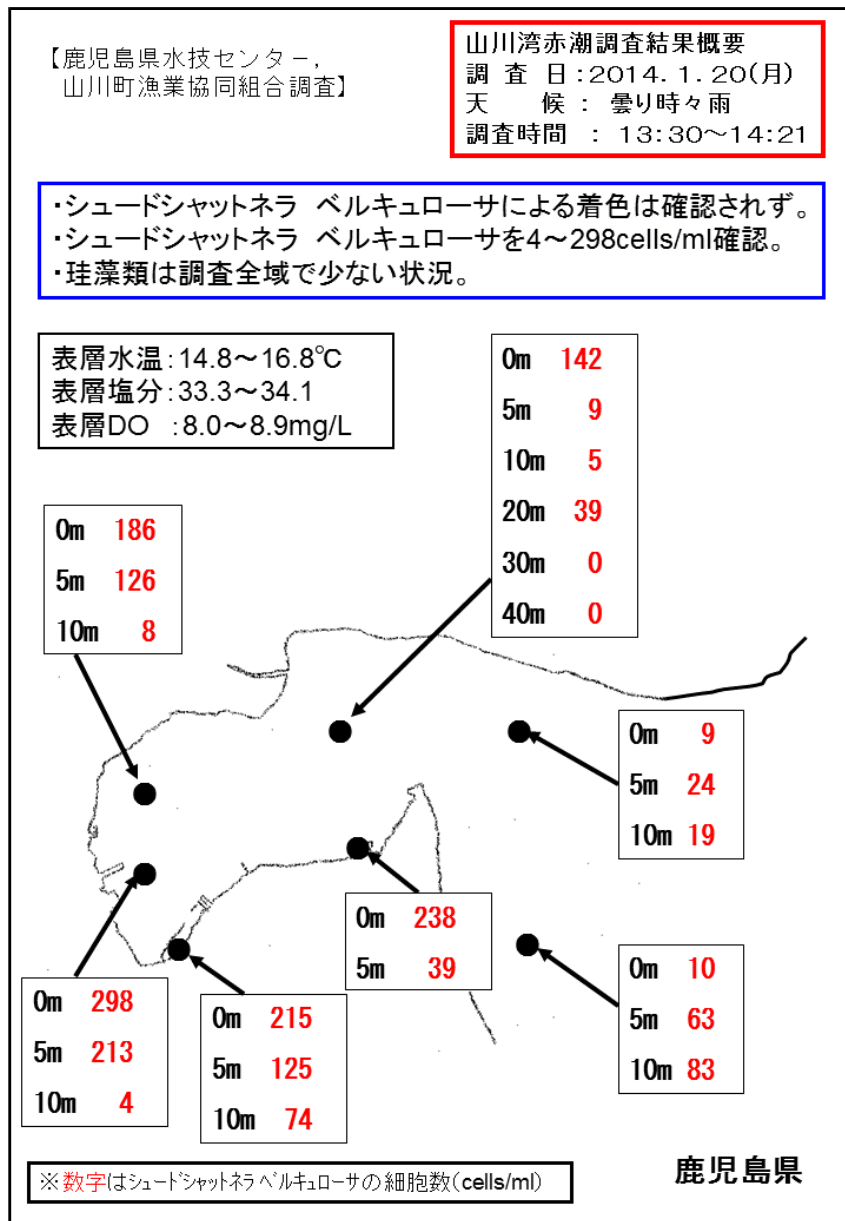 【鹿児島県水技センター,
山川町漁業協同組合調査】
山川湾赤潮調査結果概要
調 査 日:2014.1.20(月)
天　　候 : 曇り時々雨
調査時間 : 13:30～14:21
・シュードシャットネラ ベルキュローサによる着色は確認されず。
・シュードシャットネラ ベルキュローサを4～298cells/ml確認。
・珪藻類は調査全域で少ない状況。
表層水温:14.8～16.8℃
表層塩分:33.3～34.1
表層DO :8.0～8.9mg/L
0m 142
5m 9
10m 5
20m 39
30m 0
40m 0
0m 186
5m 126
10m 8
0m 9
5m 24
10m 19
0m 238
5m 39
0m 10
5m 63
10m 83
0m 298
5m 213
10m 4
0m 215
5m 125
10m 74
※数字はシュードシャットネラ ベルキュローサの細胞数(cells/ml)
鹿児島県